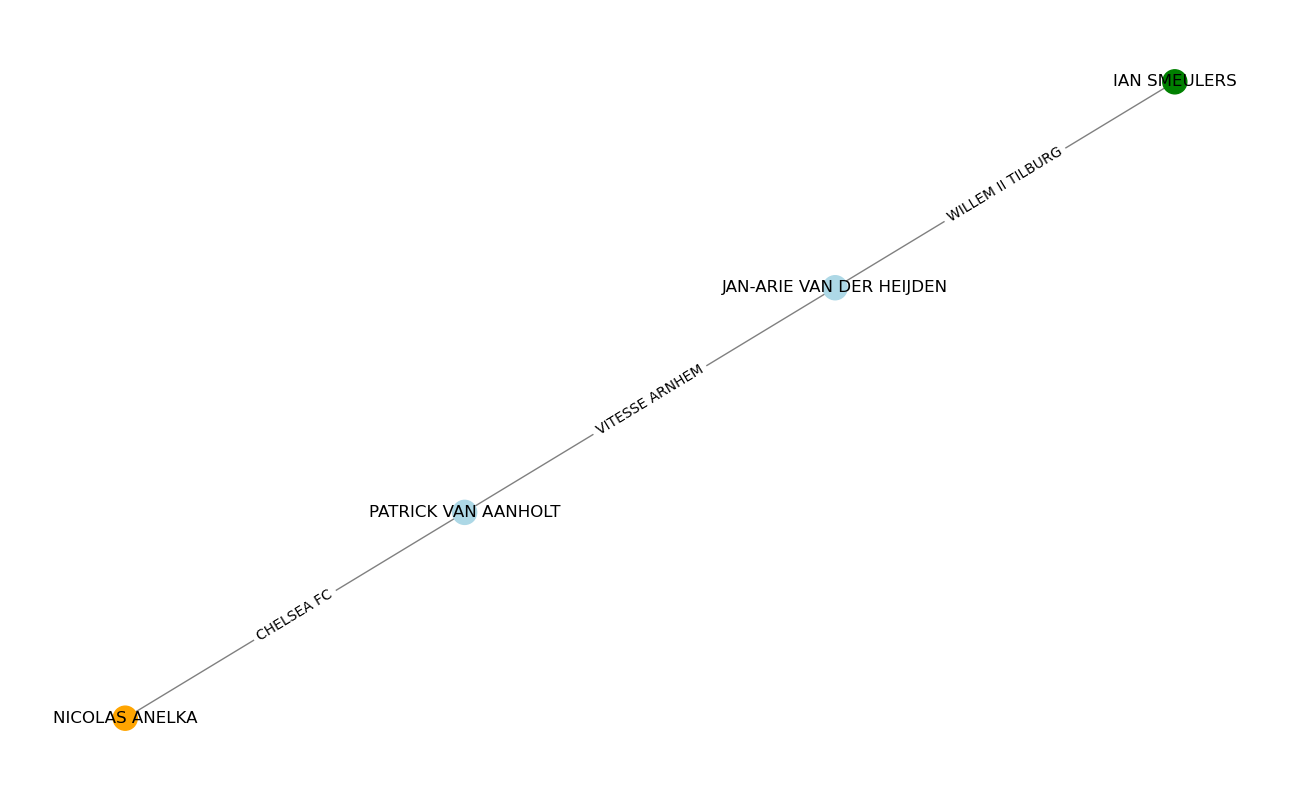 IAN SMEULERS
WILLEM II TILBURG
JAN-ARIE VAN DER HEIJDEN
VITESSE ARNHEM
PATRICK VAN AANHOLT
CHELSEA FC
NICOLAS ANELKA